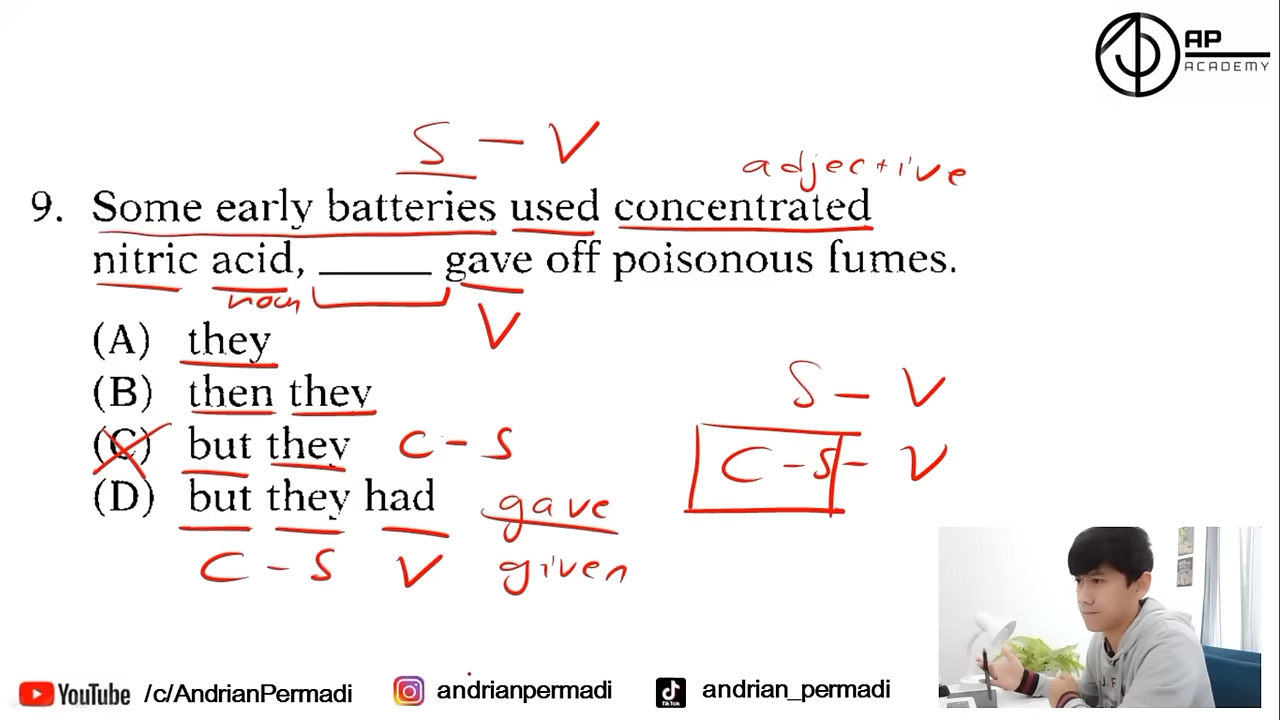 AP
ACADEMY
S - V
adjective
9. Some early batteries used concentrated
nitric acid, ______ gave off poisonous fumes.
noun
V
(A) they
(B) then they
S - V
(C) but they C - S
C - S - V
(D) but they had gave
C - S V given
YouTube /c/AndrianPermadi andrianpermadi TikTok andrian_permadi